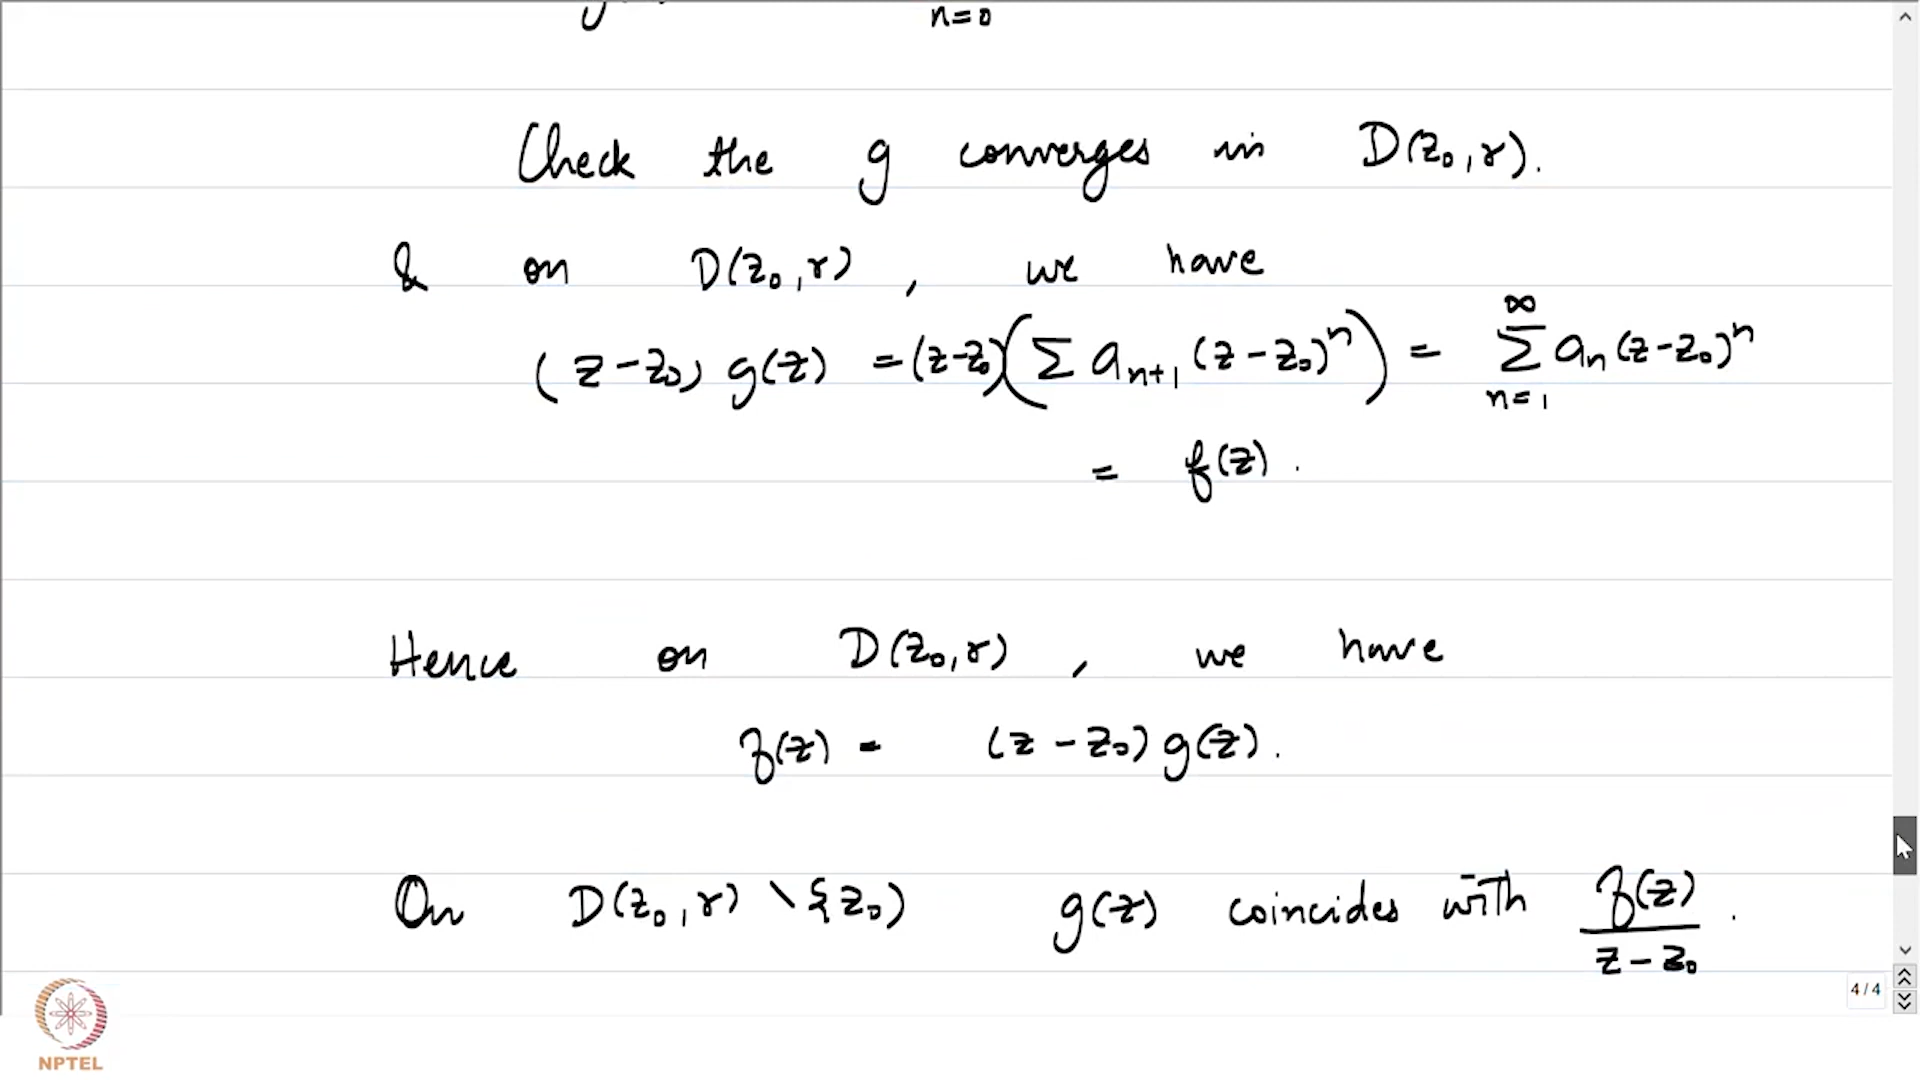 n=0
Check the g converges in D(z₀,r).
& on D(z₀,r), we have
(z-z₀) g(z) = (z-z₀)(Σ aₙ₊₁ (z-z₀)ⁿ) = ∞ Σ n=1 aₙ(z-z₀)ⁿ
= f(z).
Hence on D(z₀,r), we have
f(z) = (z-z₀) g(z).
On D(z₀,r) \ {z₀} g(z) coincides with f(z)/(z-z₀).
4/4
NPTEL